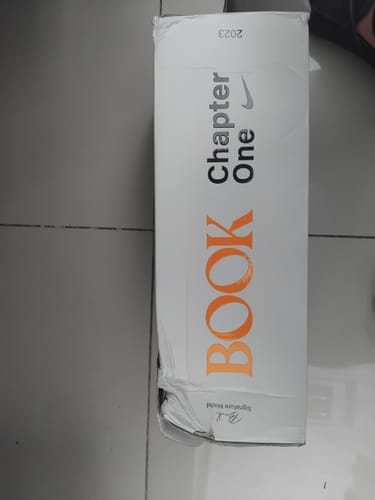 BOOK
Chapter
One
2023
Signature Model